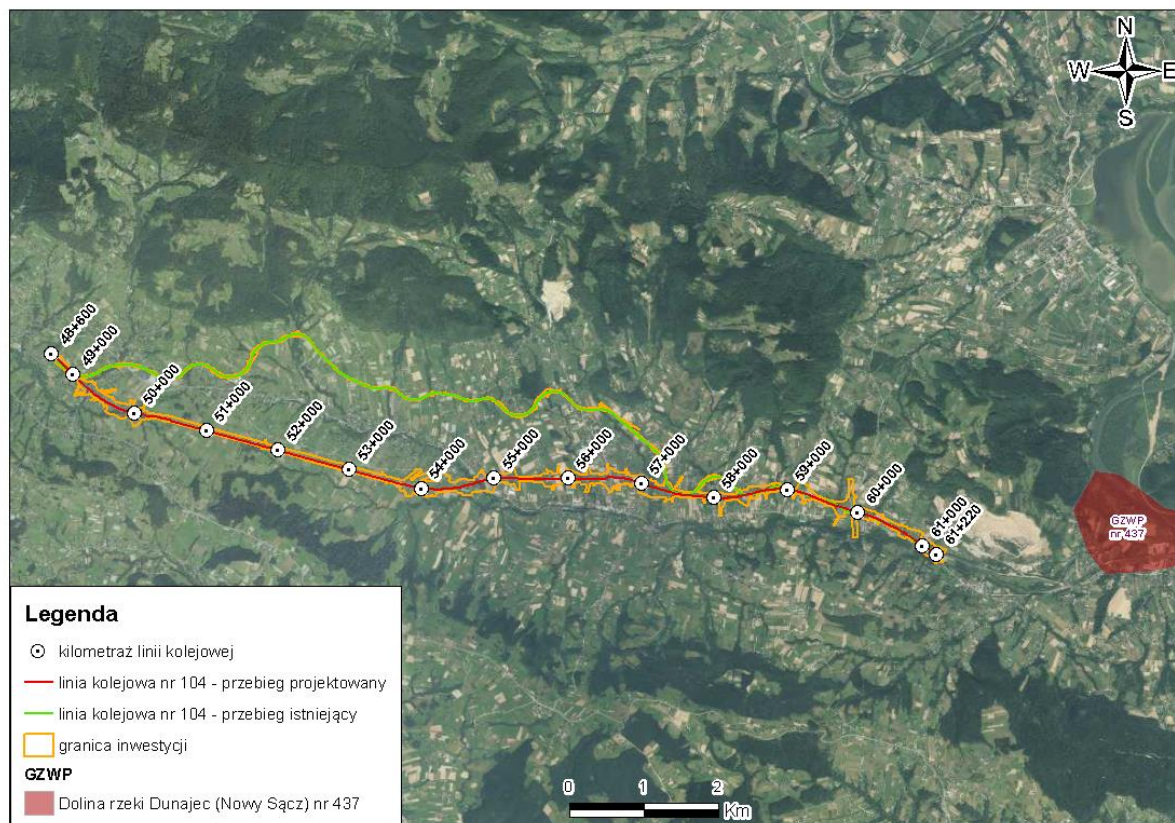 N
W
E
S
48+600
49+000
50+000
51+000
52+000
53+000
54+000
55+000
56+000
57+000
58+000
59+000
60+000
61+000
61+220
GZWP
nr 437
Legenda
kilometraż linii kolejowej
linia kolejowa nr 104 - przebieg projektowany
linia kolejowa nr 104 - przebieg istniejący
granica inwestycji
GZWP
Dolina rzeki Dunajec (Nowy Sącz) nr 437
0 1 2
Km